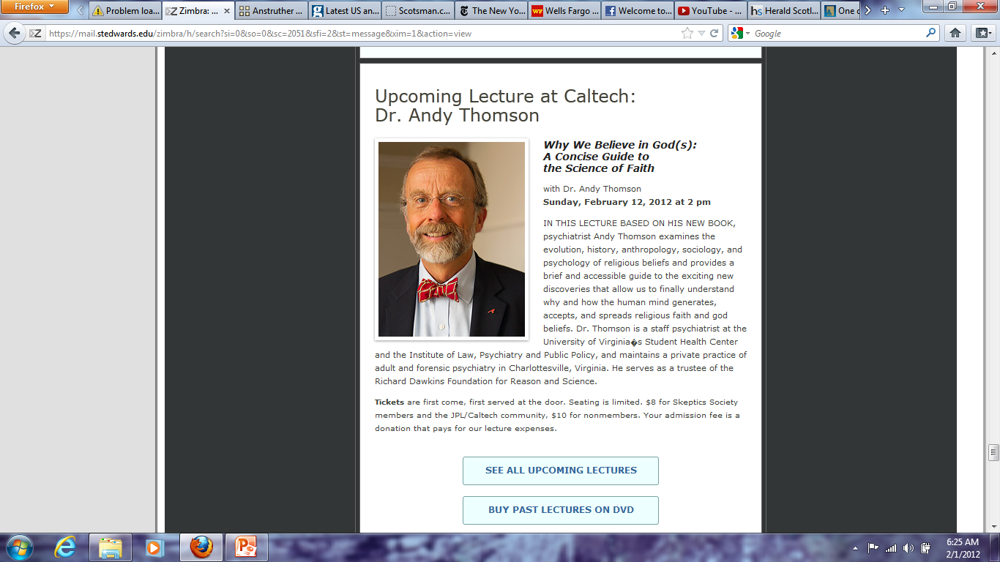 Firefox
Problem loa...
Zimbra: ...
Anstruther ...
Latest US an...
Scotsman.c...
The New Yo...
Wells Fargo ...
Welcome to...
YouTube - ...
Herald Scotl...
One o
https://mail.stedwards.edu/zimbra/h/search?si=0&so=0&sc=2051&sfi=2&st=message&xim=1&action=view
Google
Upcoming Lecture at Caltech:
Dr. Andy Thomson
Why We Believe in God(s):
A Concise Guide to
the Science of Faith
with Dr. Andy Thomson
Sunday, February 12, 2012 at 2 pm
IN THIS LECTURE BASED ON HIS NEW BOOK,
psychiatrist Andy Thomson examines the
evolution, history, anthropology, sociology, and
psychology of religious beliefs and provides a
brief and accessible guide to the exciting new
discoveries that allow us to finally understand
why and how the human mind generates,
accepts, and spreads religious faith and god
beliefs. Dr. Thomson is a staff psychiatrist at the
University of Virginia�s Student Health Center
and the Institute of Law, Psychiatry and Public Policy, and maintains a private practice of
adult and forensic psychiatry in Charlottesville, Virginia. He serves as a trustee of the
Richard Dawkins Foundation for Reason and Science.
Tickets are first come, first served at the door. Seating is limited. $8 for Skeptics Society
members and the JPL/Caltech community, $10 for nonmembers. Your admission fee is a
donation that pays for our lecture expenses.
SEE ALL UPCOMING LECTURES
BUY PAST LECTURES ON DVD
6:25 AM
2/1/2012